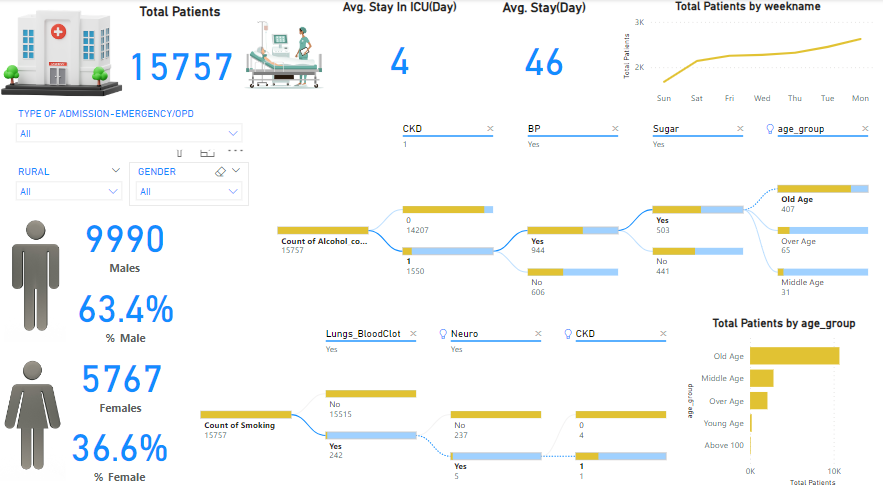 Total Patients
15757
Avg. Stay In ICU(Day)
4
Avg. Stay(Day)
46
Total Patients by weekname
Total Patients
3K
2K
Sun Sat Fri Wed Thu Tue Mon
TYPE OF ADMISSION-EMERGENCY/OPD
All
RURAL
All
GENDER
All
9990
Males
63.4%
% Male
5767
Females
36.6%
% Female
CKD
1
BP
Yes
Sugar
Yes
age_group
Count of Alcohol_co...
15757
0
14207
1
1550
Yes
944
No
606
Yes
503
No
441
Old Age
407
Over Age
65
Middle Age
31
Lungs_BloodClot
Yes
Neuro
Yes
CKD
Count of Smoking
15757
No
15515
Yes
242
No
237
Yes
5
0
4
1
1
Total Patients by age_group
age_group
Old Age
Middle Age
Over Age
Young Age
Above 100
0K 10K
Total Patients